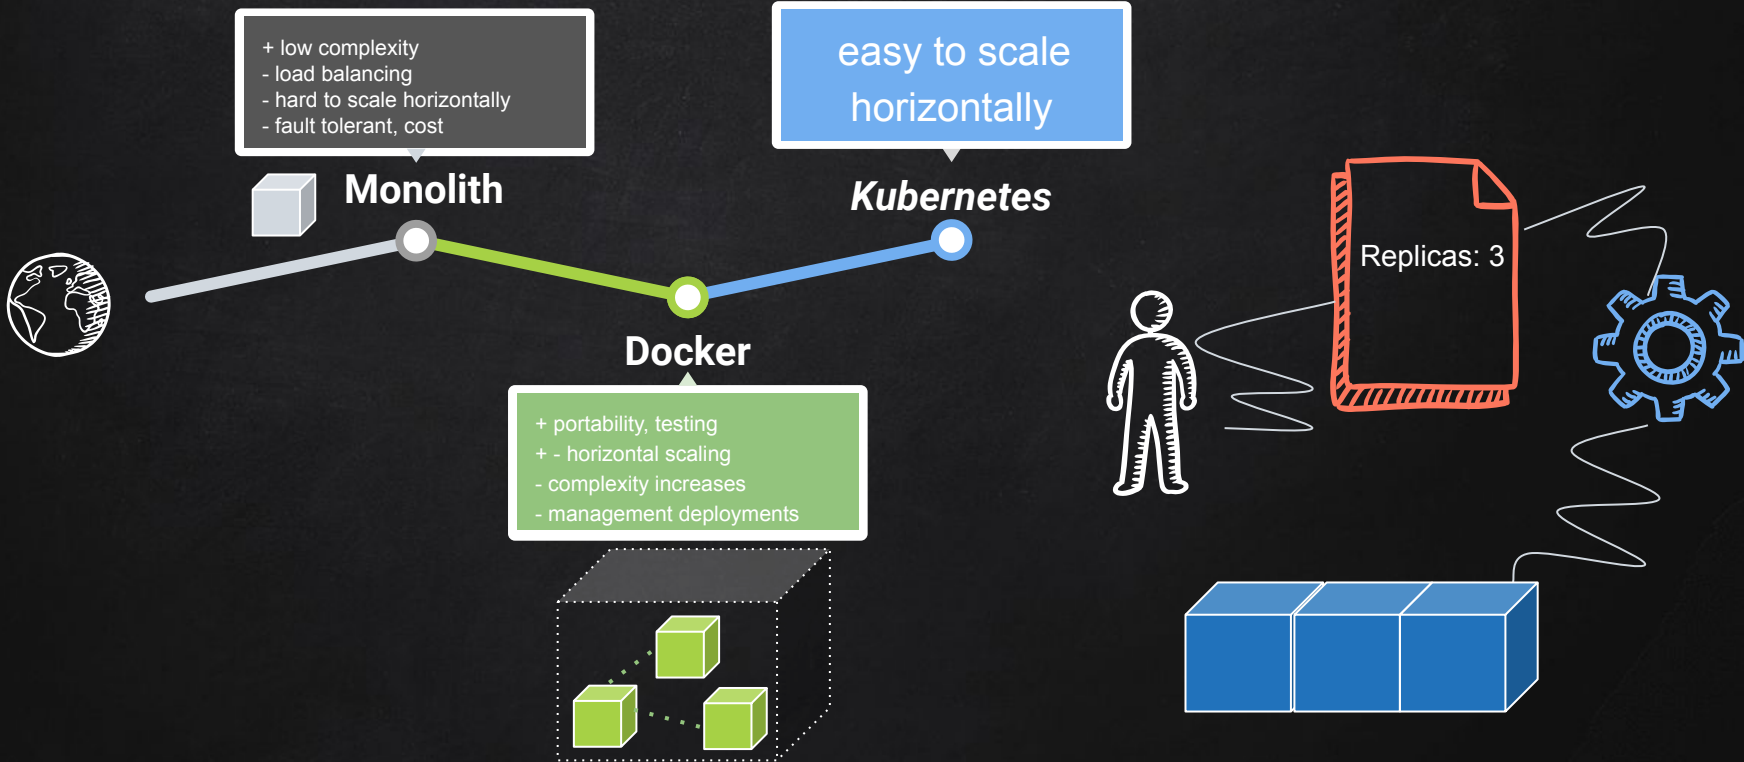 + low complexity
- load balancing
- hard to scale horizontally
- fault tolerant, cost
Monolith
easy to scale
horizontally
Kubernetes
Docker
+ portability, testing
+ - horizontal scaling
- complexity increases
- management deployments
Replicas: 3